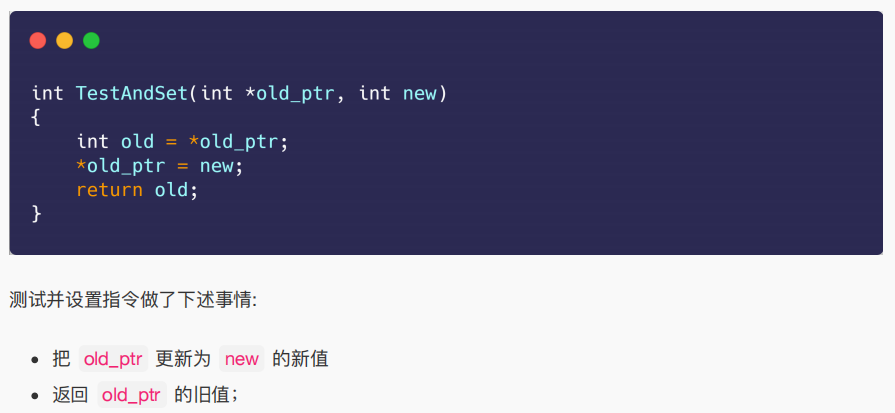 int TestAndSet(int *old_ptr, int new)
{
    int old = *old_ptr;
    *old_ptr = new;
    return old;
}
测试并设置指令做了下述事情:
• 把 old_ptr 更新为 new 的新值
• 返回 old_ptr 的旧值；